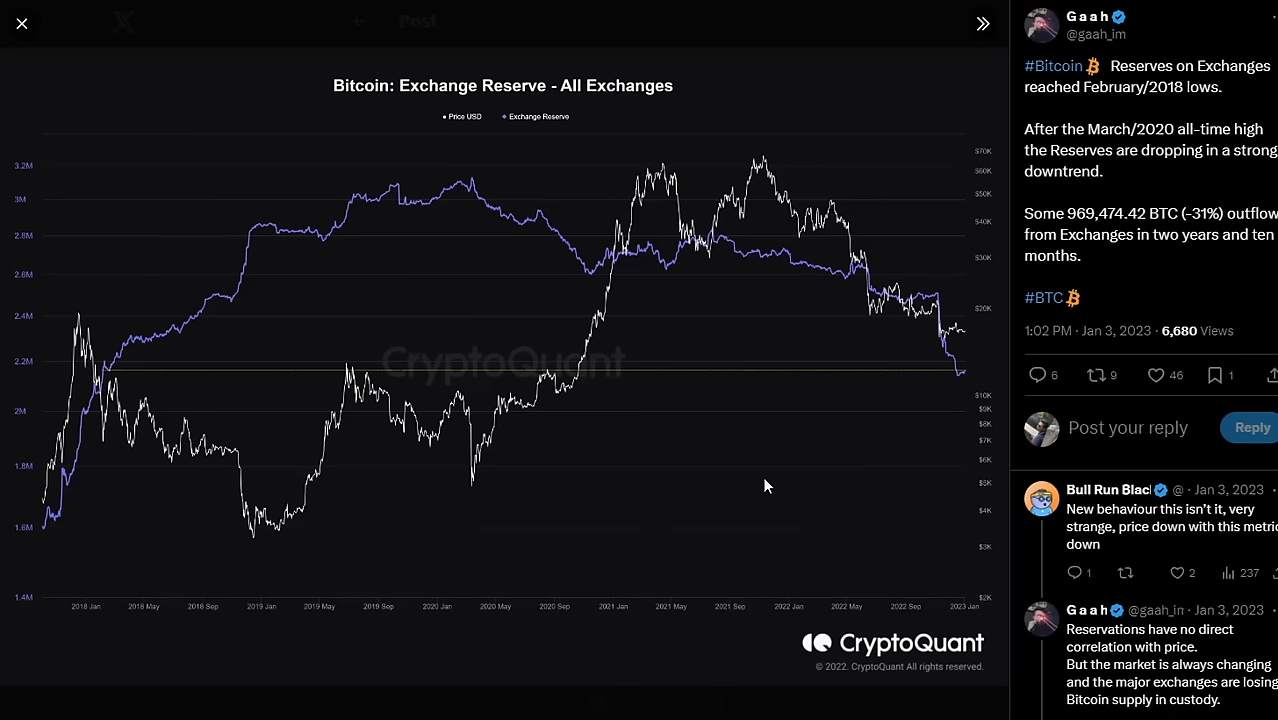 Post
Bitcoin: Exchange Reserve - All Exchanges
Price USD Exchange Reserve
3.2M
3M
2.8M
2.6M
2.4M
2.2M
2M
1.8M
1.6M
1.4M
$70K
$60K
$50K
$40K
$30K
$20K
$10K
$9K
$8K
$7K
$6K
$5K
$4K
$3K
$2K
CryptoQuant
2018 Jan 2018 May 2018 Sep 2019 Jan 2019 May 2019 Sep 2020 Jan 2020 May 2020 Sep 2021 Jan 2021 May 2021 Sep 2022 Jan 2022 May 2022 Sep 2023 Jan
CryptoQuant
© 2022. CryptoQuant All rights reserved.
Gaah
@gaah_im
#Bitcoin Reserves on Exchanges
reached February/2018 lows.
After the March/2020 all-time high
the Reserves are dropping in a strong
downtrend.
Some 969,474.42 BTC (-31%) outflow
from Exchanges in two years and ten
months.
#BTC
1:02 PM · Jan 3, 2023 · 6,680 Views
6 9 46 1
Post your reply
Reply
Bull Run Blac @ · Jan 3, 2023 ·
New behaviour this isn't it, very
strange, price down with this metric
down
1 2 237
Gaah @gaah_im · Jan 3, 2023 ·
Reservations have no direct
correlation with price.
But the market is always changing
and the major exchanges are losing
Bitcoin supply in custody.